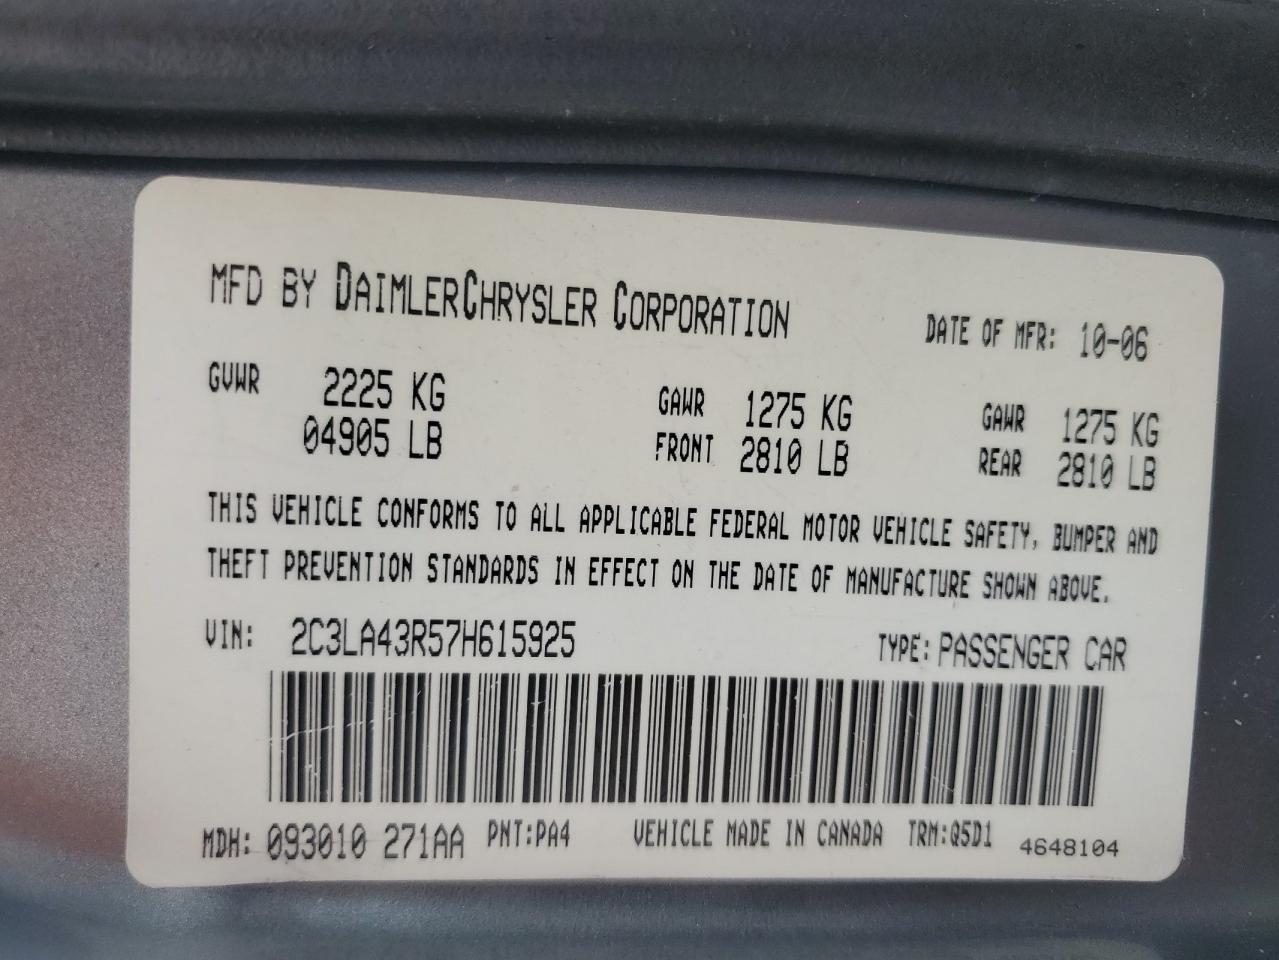 MFD BY DAIMLERCHRYSLER CORPORATION DATE OF MFR: 10-06
GVWR 2225 KG GAWR 1275 KG GAWR 1275 KG
04905 LB FRONT 2810 LB REAR 2810 LB
THIS VEHICLE CONFORMS TO ALL APPLICABLE FEDERAL MOTOR VEHICLE SAFETY, BUMPER AND
THEFT PREVENTION STANDARDS IN EFFECT ON THE DATE OF MANUFACTURE SHOWN ABOVE.
VIN: 2C3LA43R57H615925 TYPE: PASSENGER CAR
MDH: 093010 271AA PNT:PA4 VEHICLE MADE IN CANADA TRM:Q5D1 4648104